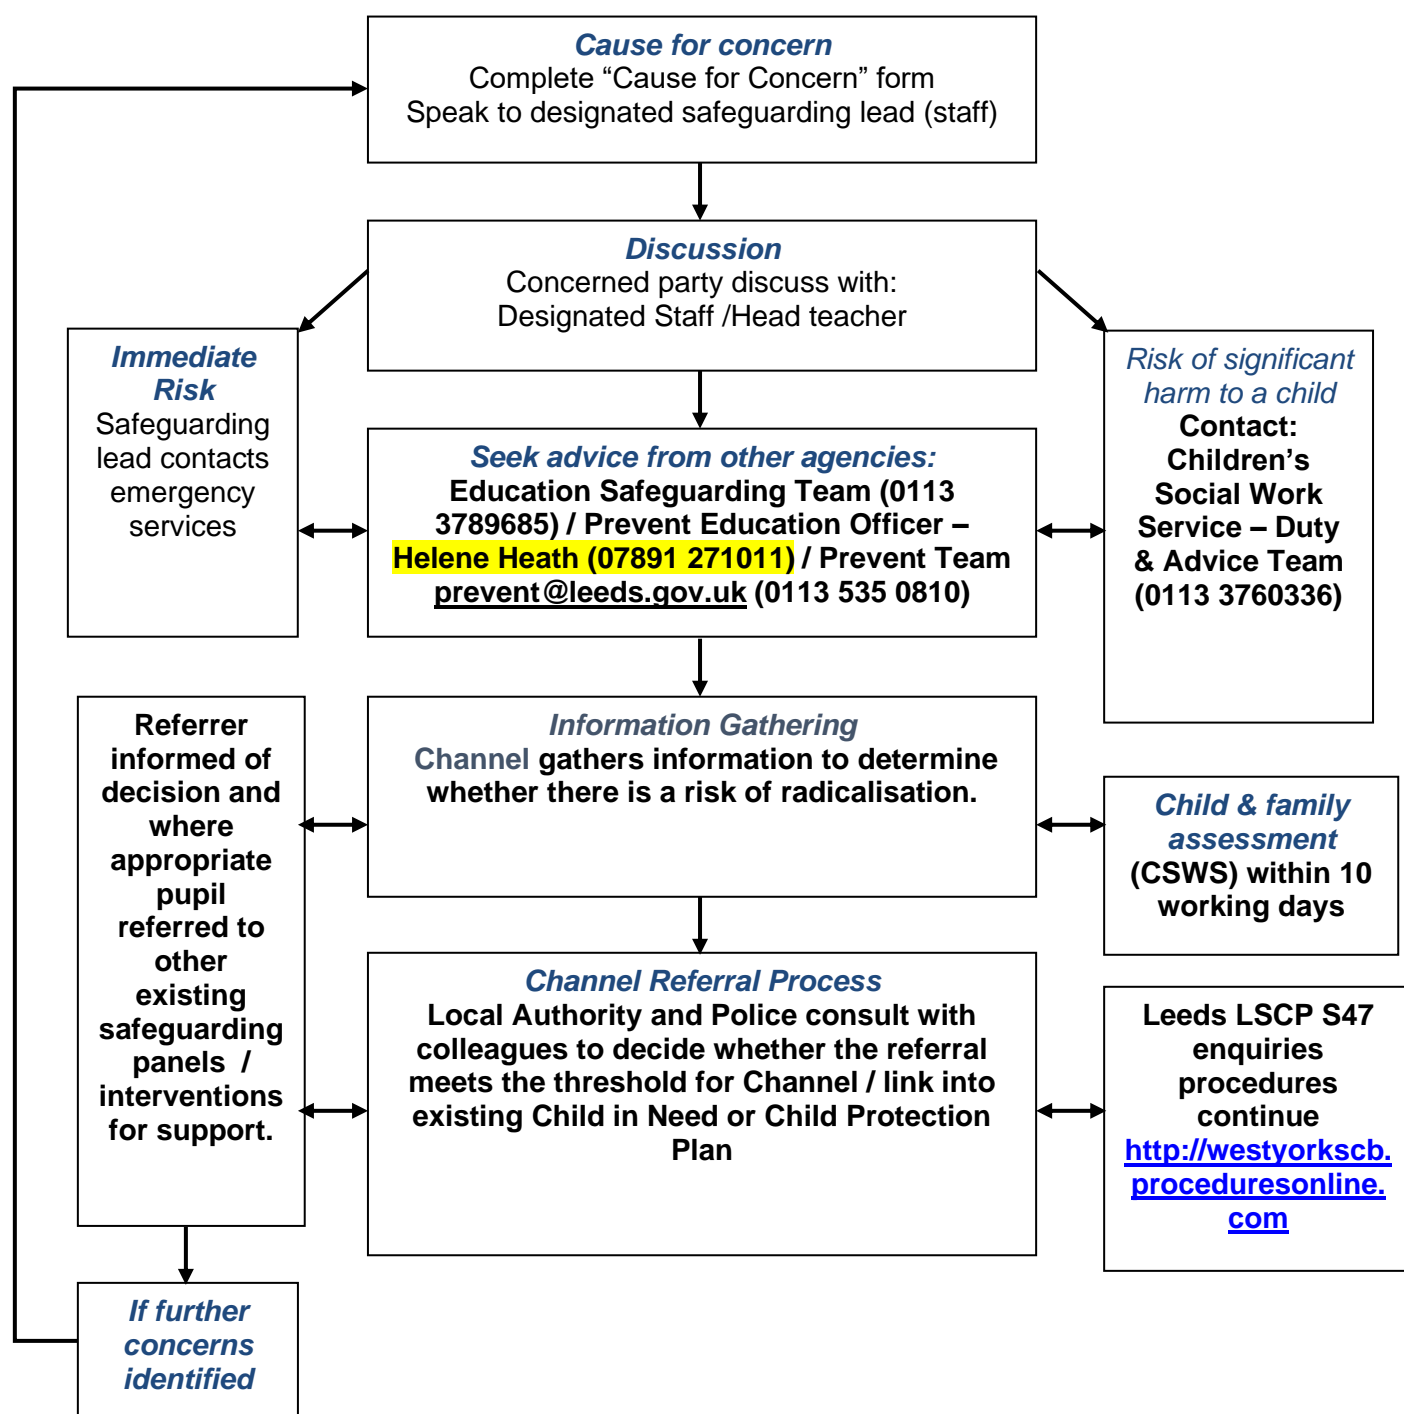 Cause for concern
Complete “Cause for Concern” form
Speak to designated safeguarding lead (staff)
Discussion
Concerned party discuss with:
Designated Staff /Head teacher
Immediate
Risk
Safeguarding
lead contacts
emergency
services
Risk of significant
harm to a child
Contact:
Children’s
Social Work
Service – Duty
& Advice Team
(0113 3760336)
Seek advice from other agencies:
Education Safeguarding Team (0113
3789685) / Prevent Education Officer –
Helene Heath (07891 271011) / Prevent Team
prevent@leeds.gov.uk (0113 535 0810)
Referrer
informed of
decision and
where
appropriate
pupil
referred to
other
existing
safeguarding
panels /
interventions
for support.
Information Gathering
Channel gathers information to determine
whether there is a risk of radicalisation.
Child & family
assessment
(CSWS) within 10
working days
Channel Referral Process
Local Authority and Police consult with
colleagues to decide whether the referral
meets the threshold for Channel / link into
existing Child in Need or Child Protection
Plan
Leeds LSCP S47
enquiries
procedures
continue
http://westyorkscb.
proceduresonline.
com
If further
concerns
identified